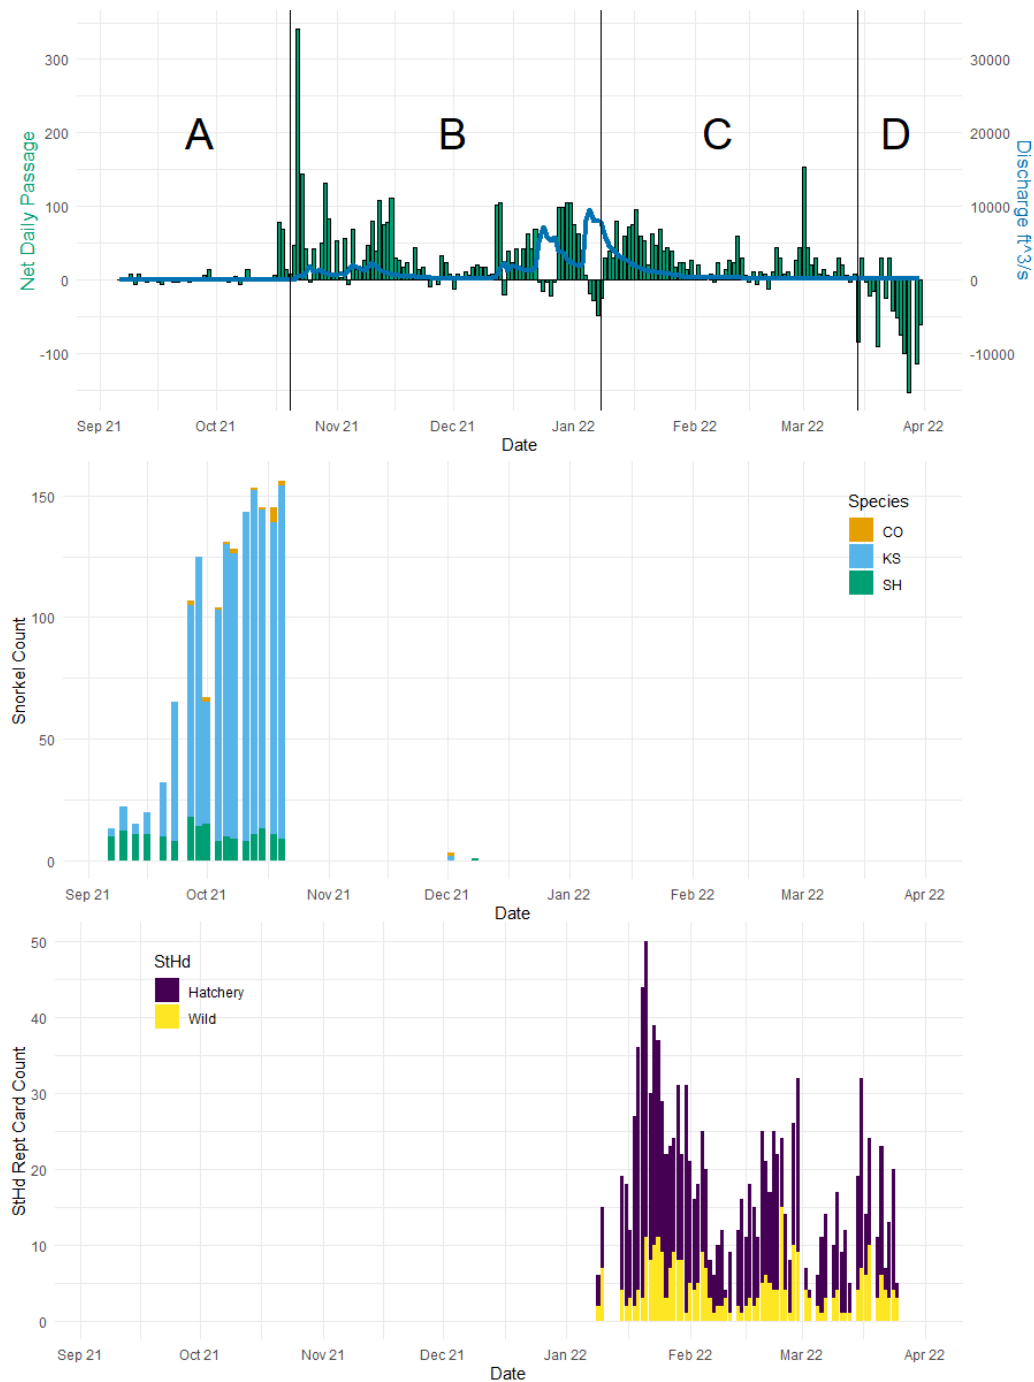 300
200
100
0
-100
Net Daily Passage
A
B
C
D
30000
20000
10000
0
-10000
Discharge ft^3/s
Sep 21
Oct 21
Nov 21
Dec 21
Jan 22
Feb 22
Mar 22
Apr 22
Date
150
100
50
0
Snorkel Count
Species
CO
KS
SH
Sep 21
Oct 21
Nov 21
Dec 21
Jan 22
Feb 22
Mar 22
Apr 22
Date
50
40
30
20
10
0
StHd Rept Card Count
StHd
Hatchery
Wild
Sep 21
Oct 21
Nov 21
Dec 21
Jan 22
Feb 22
Mar 22
Apr 22
Date